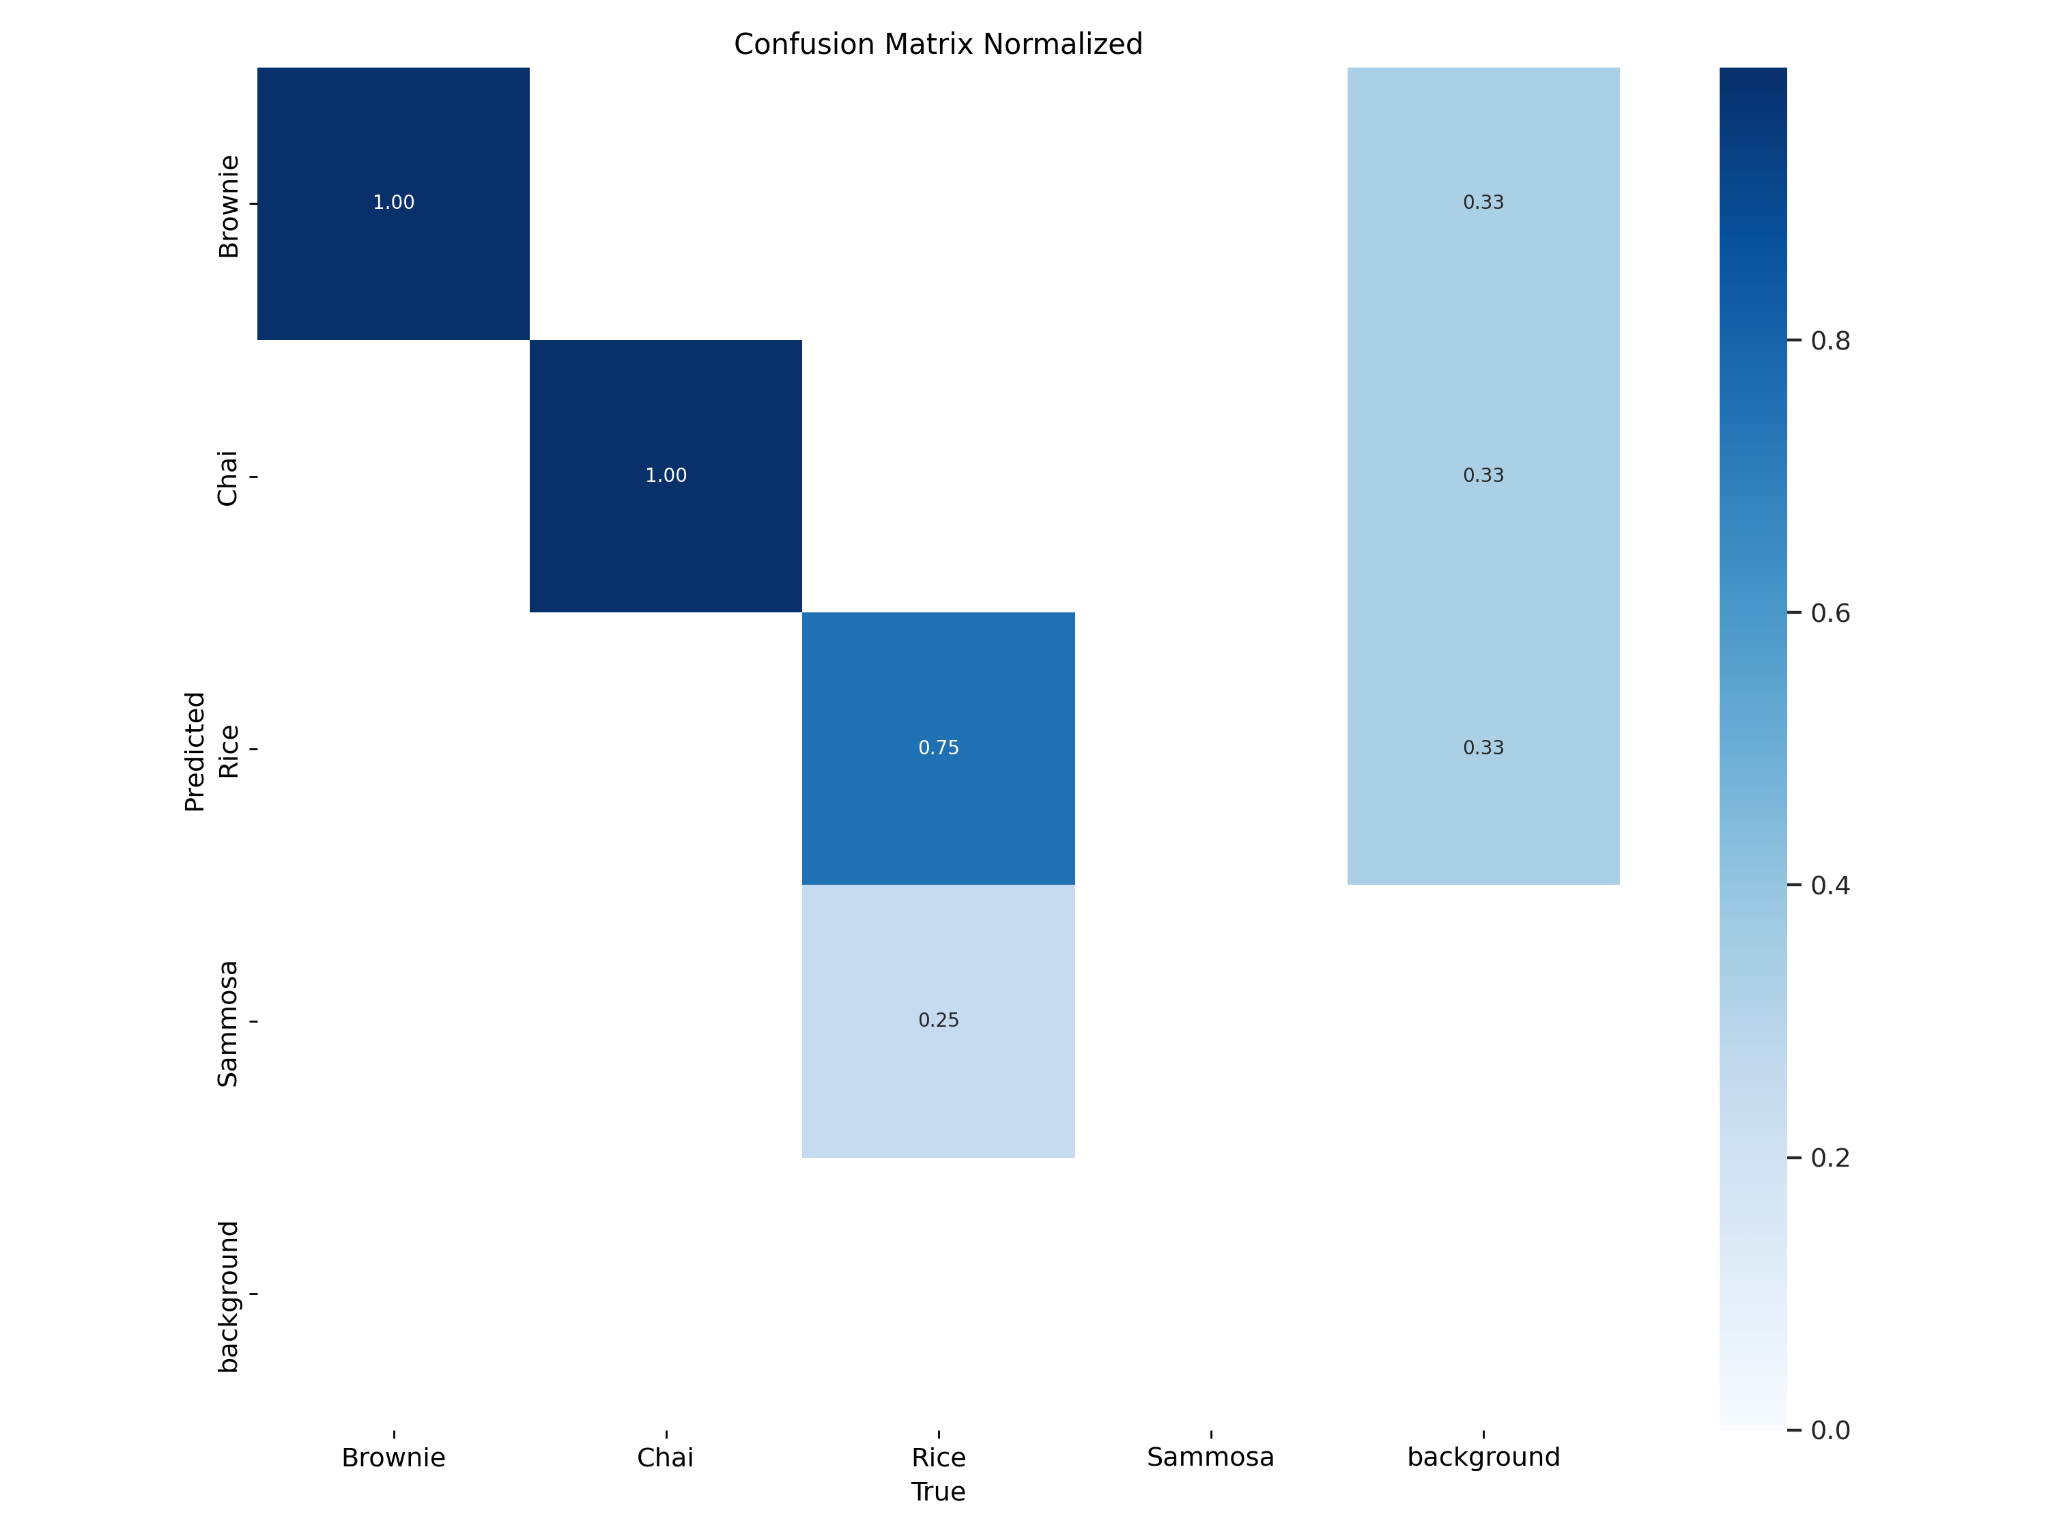 Confusion Matrix Normalized
Brownie
1.00
0.33
Chai
1.00
0.33
0.8
0.6
Predicted
Rice
0.75
0.33
0.4
Sammosa
0.25
0.2
background
0.0
Brownie Chai Rice Sammosa background
True